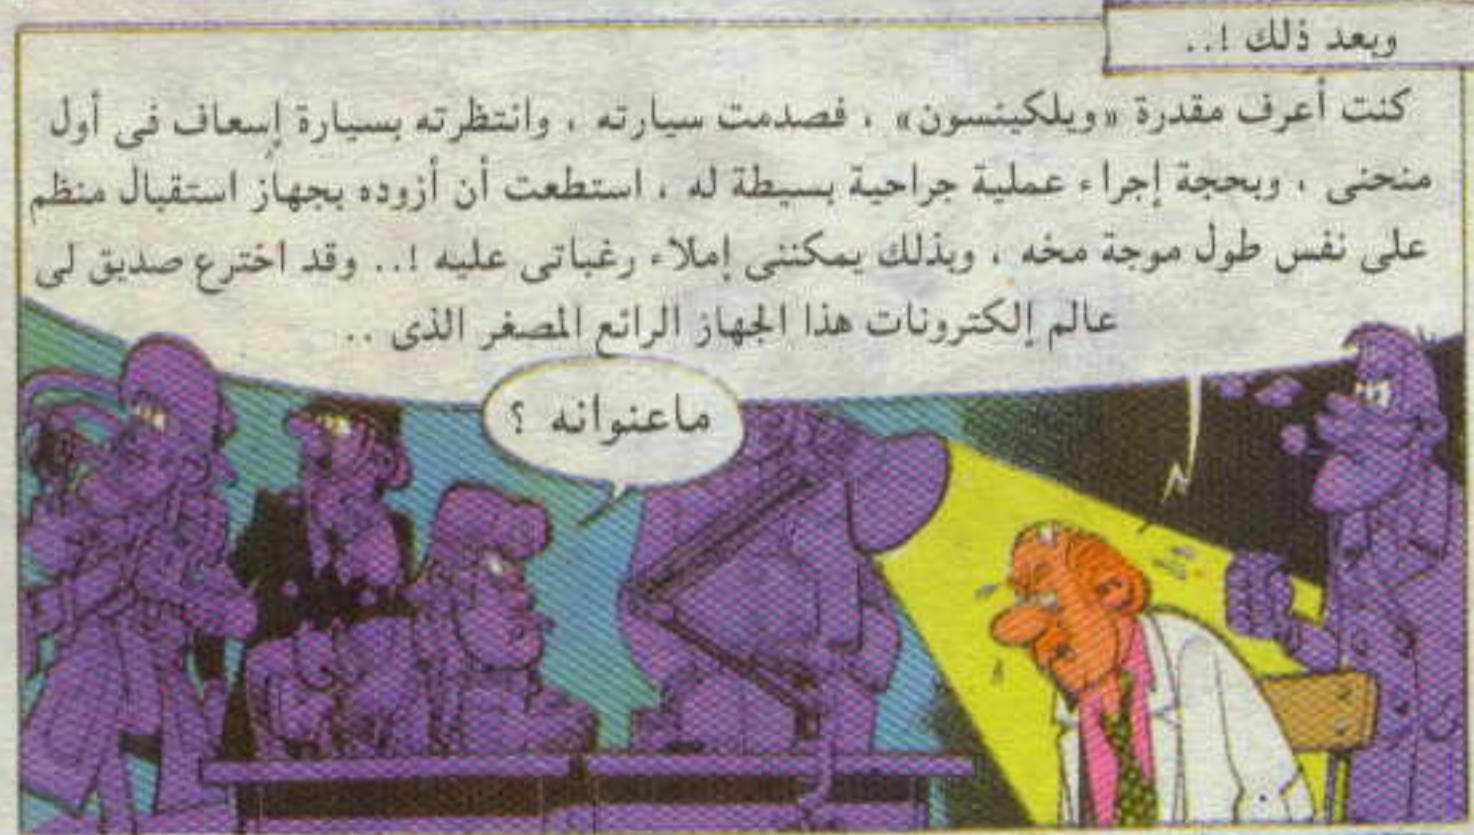 وبعد ذلك !..
كنت أعرف مقدرة «ويلكينسون» ، فصدمت سيارته ، وانتظرته بسيارة إسعاف فى أول
منحنى ، وبحجة إجراء عملية جراحية بسيطة له ، استطعت أن أزوده بجهاز استقبال منظم
على نفس طول موجة مخه ، وبذلك يمكننى إملاء رغباتى عليه !.. وقد اخترع صديق لى
عالم إلكترونات هذا الجهاز الرائع المصغر الذى ..
ماعنوانه ؟